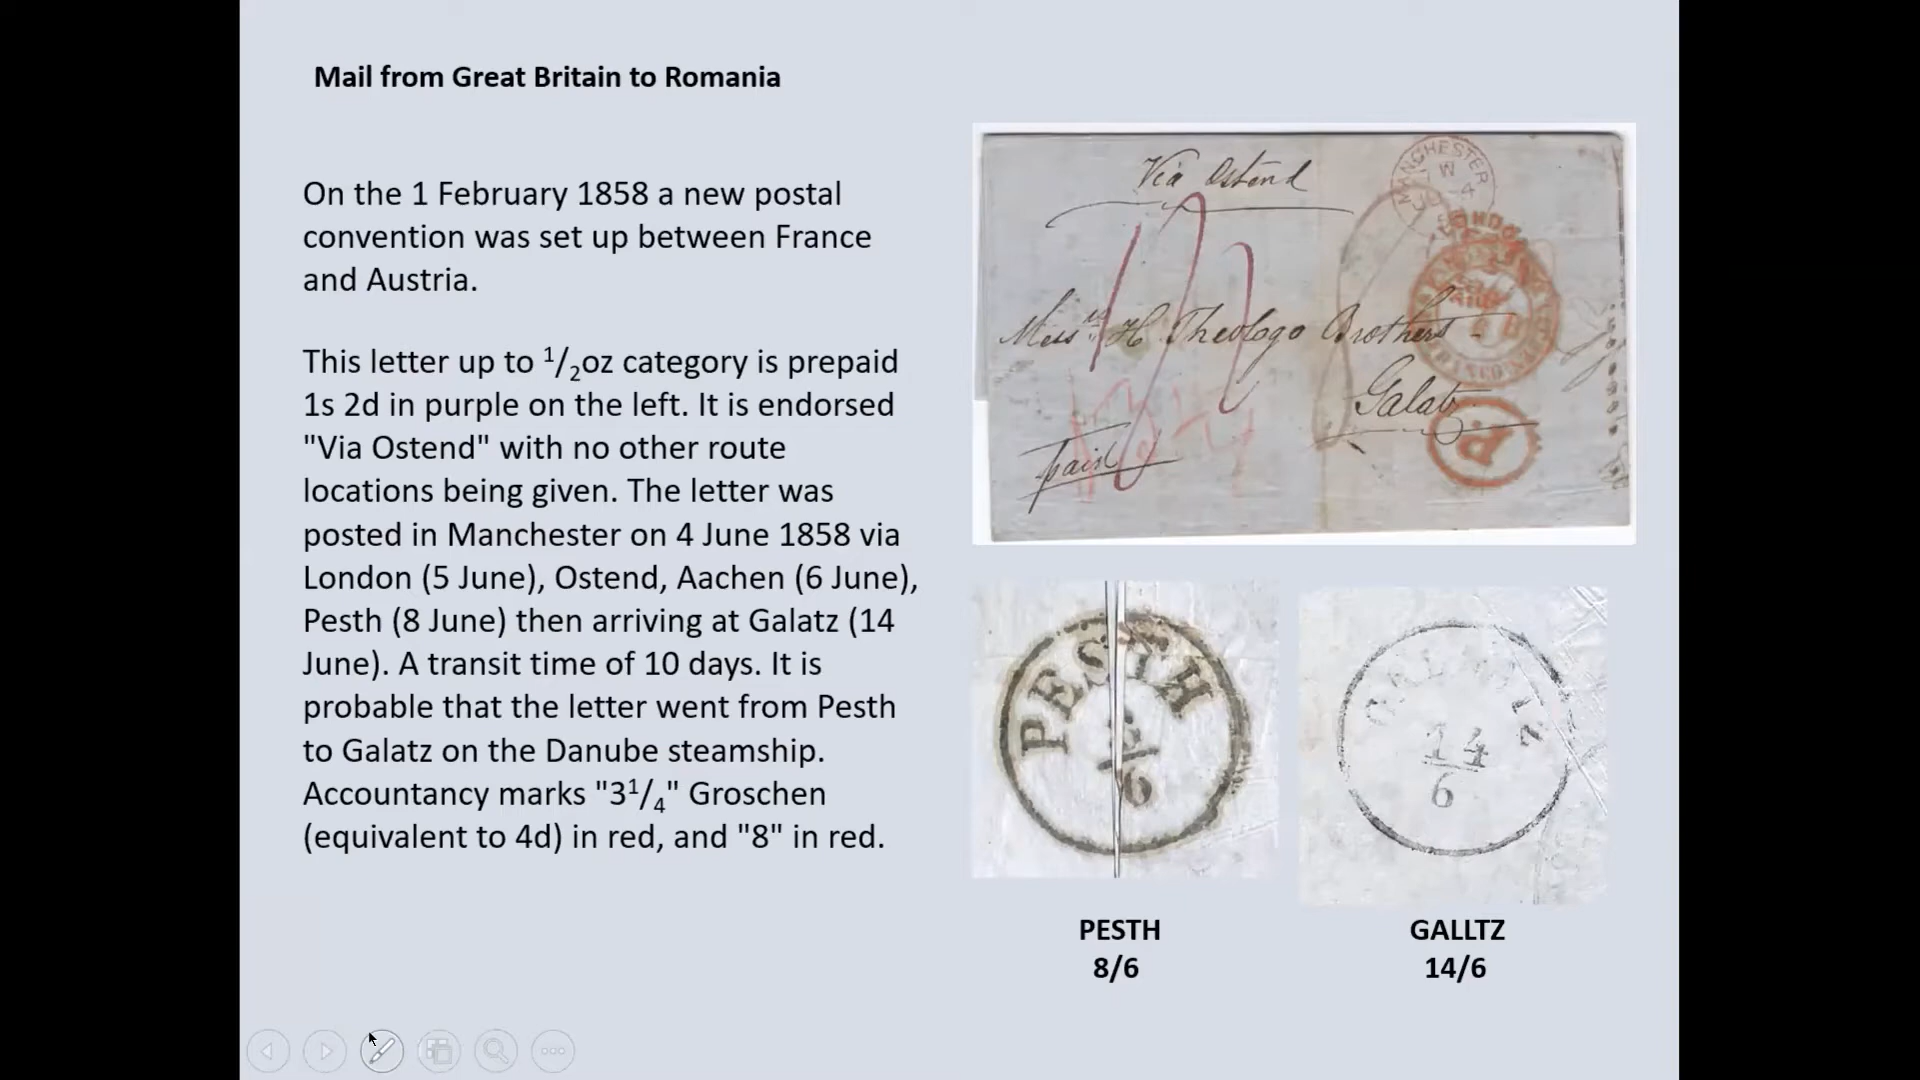 Mail from Great Britain to Romania
On the 1 February 1858 a new postal
convention was set up between France
and Austria.
This letter up to 1/2oz category is prepaid
1s 2d in purple on the left. It is endorsed
"Via Ostend" with no other route
locations being given. The letter was
posted in Manchester on 4 June 1858 via
London (5 June), Ostend, Aachen (6 June),
Pesth (8 June) then arriving at Galatz (14
June). A transit time of 10 days. It is
probable that the letter went from Pesth
to Galatz on the Danube steamship.
Accountancy marks "31/4" Groschen
(equivalent to 4d) in red, and "8" in red.
Via Ostend
MANCHESTER
W
4
Messrs H Theologo Brothers
Galatz
paid
P.
PESTH
6
14
6
PESTH
8/6
GALLTZ
14/6